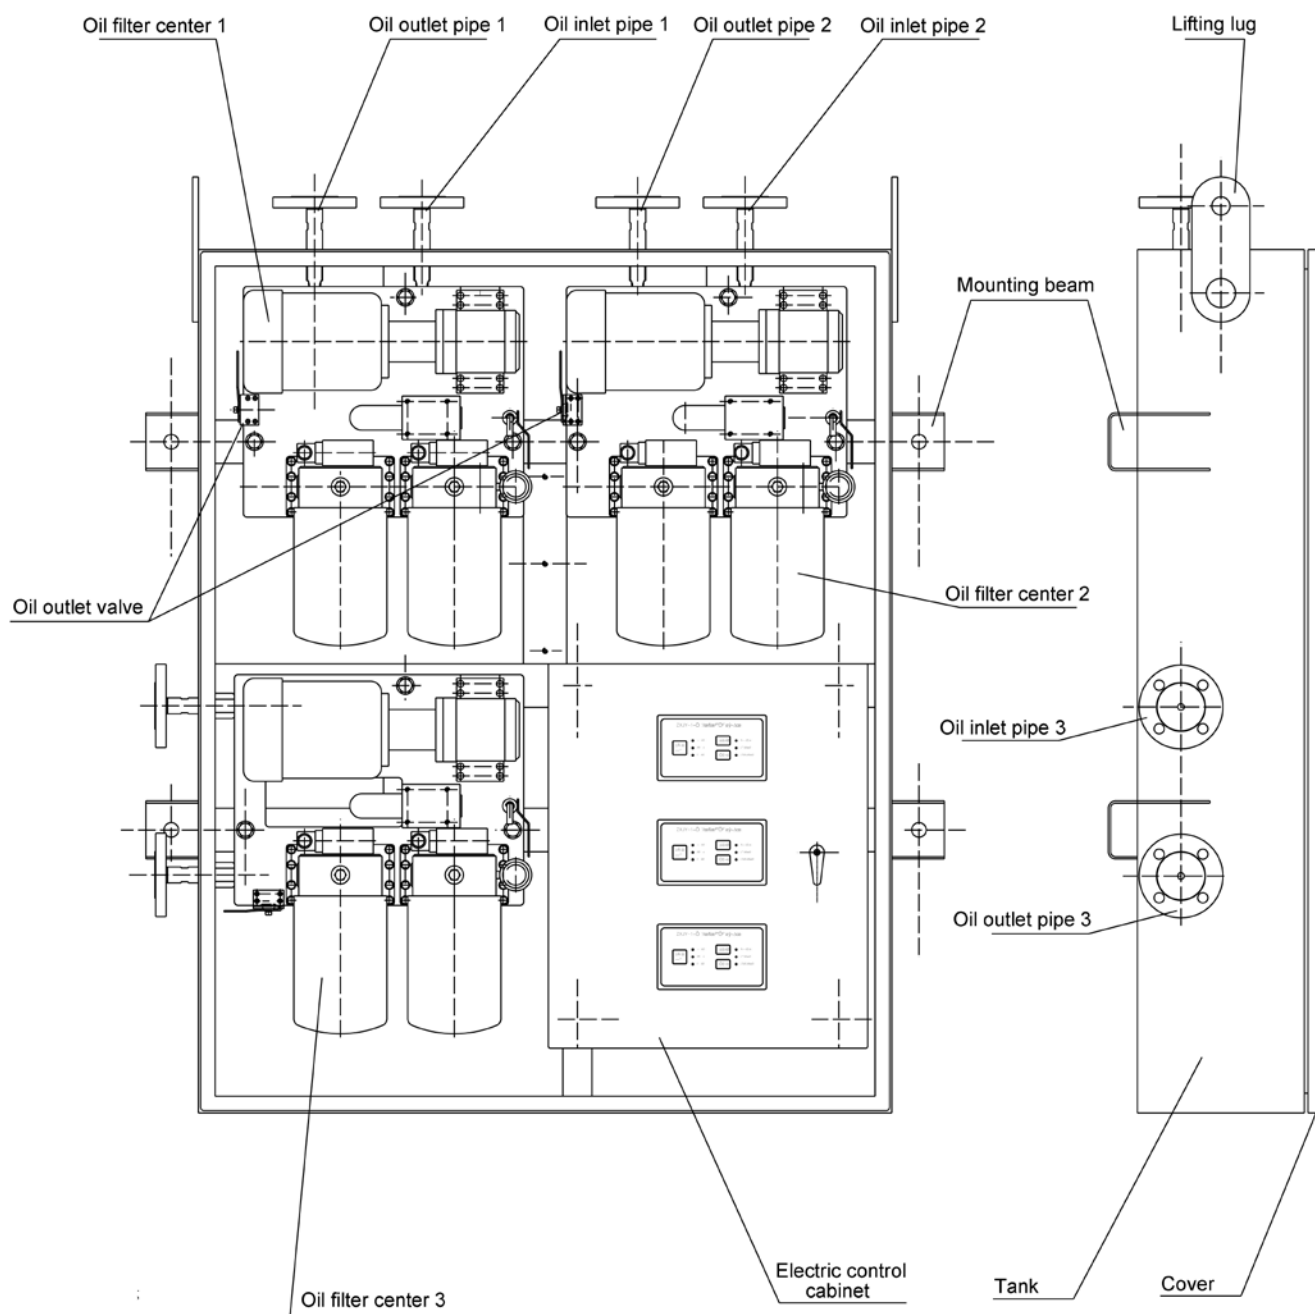 Oil filter center 1
Oil outlet pipe 1
Oil inlet pipe 1
Oil outlet pipe 2
Oil inlet pipe 2
Lifting lug
Mounting beam
Oil filter center 2
Oil outlet valve
Oil inlet pipe 3
Oil outlet pipe 3
Electric control
cabinet
Tank
Cover
Oil filter center 3